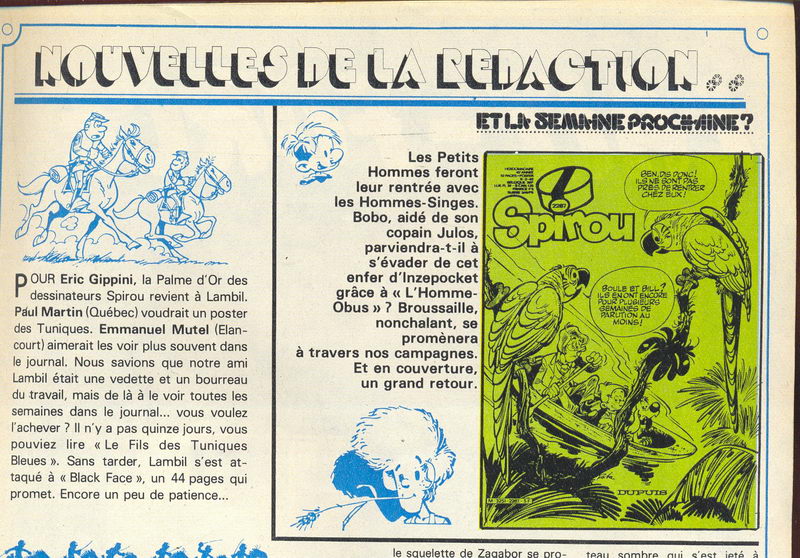 NOUVELLES DE LA REDACTION..
POUR Eric Gippini, la Palme d'Or des
dessinateurs Spirou revient à Lambil.
Paul Martin (Québec) voudrait un poster
des Tuniques. Emmanuel Mutel (Elan-
court) aimerait les voir plus souvent dans
le journal. Nous savions que notre ami
Lambil était une vedette et un bourreau
du travail, mais de là à le voir toutes les
semaines dans le journal... vous voulez
l'achever ? Il n'y a pas quinze jours, vous
pouviez lire « Le Fils des Tuniques
Bleues ». Sans tarder, Lambil s'est at-
taqué à « Black Face », un 44 pages qui
promet. Encore un peu de patience...
ET LA SEMAINE PROCHAINE ?
Les Petits
Hommes feront
leur rentrée avec
les Hommes-Singes.
Bobo, aidé de son
copain Julos,
parviendra-t-il à
s'évader de cet
enfer d'Inzepocket
grâce à « L'Homme-
Obus » ? Broussaille,
nonchalant, se
promènera
à travers nos campagnes.
Et en couverture,
un grand retour.
HEBDOMADAIRE
2287
Spirou
BEN, DIS DONC !
ILS NE SONT PAS
PRÈS DE RENTRER
CHEZ EUX !
BOULE ET BILL ?
ILS EN ONT ENCORE
POUR PLUSIEURS
SEMAINES DE
PARUTION AU
MOINS !
DUPUIS
le squelette de Zagabor se pro-
teau sombre qui s'est jeté à